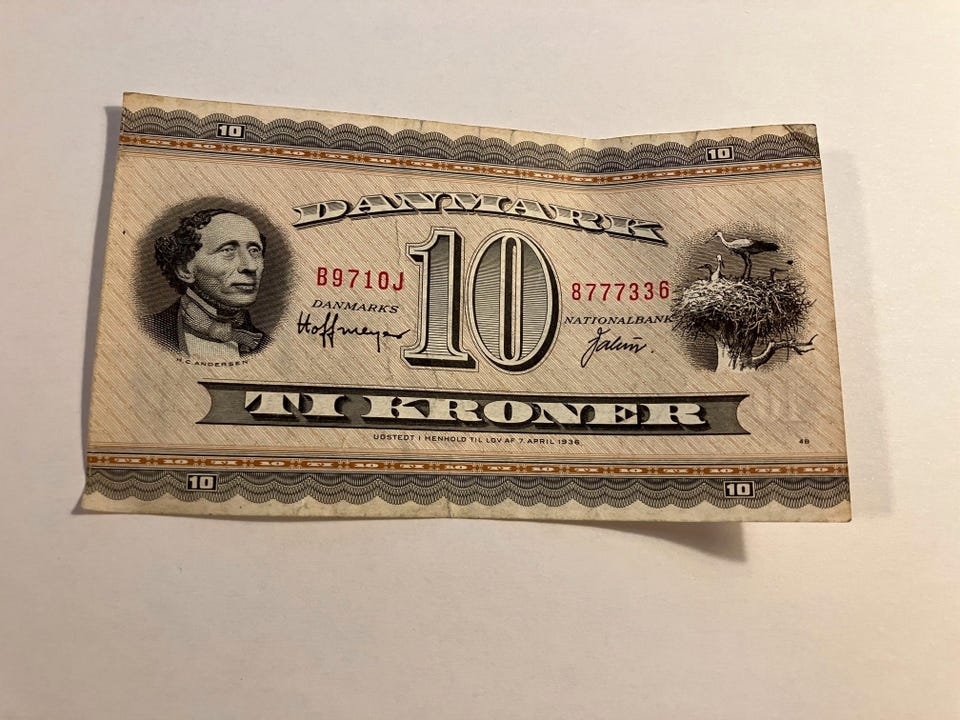 10
10
DANMARK
B9710J
10
8777336
DANMARKS
NATIONALBANK
Hoffmeyer
H.C. ANDERSEN
TI KRONER
UDSTEDT I HENHOLD TIL LOV AF 7. APRIL 1936
4B
10
10